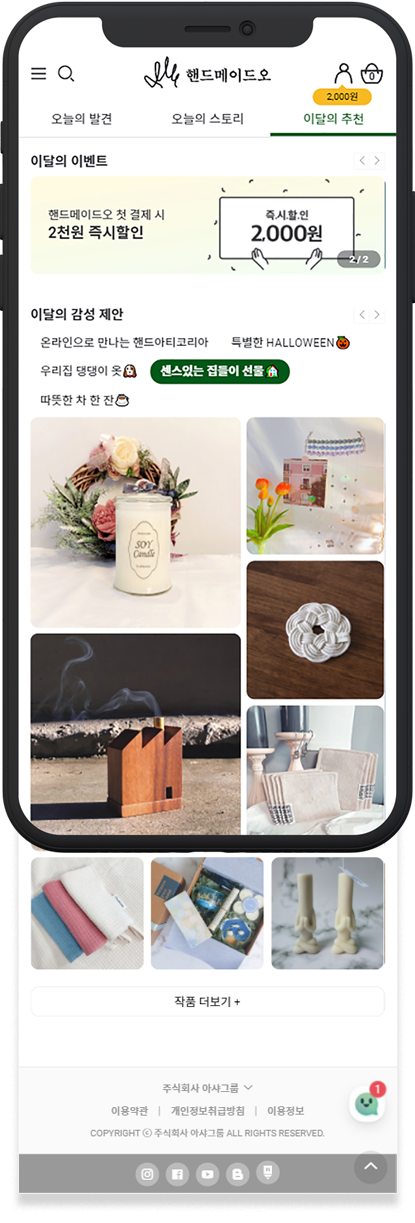 핸드메이드오
0
2,000원
오늘의 발견
오늘의 스토리
이달의 추천
이달의 이벤트
핸드메이드오 첫 결제 시
2천원 즉시할인
즉.시.할.인
2,000원
2 / 2
이달의 감성 제안
온라인으로 만나는 핸드아티코리아
특별한 HALLOWEEN🎃
우리집 댕댕이 옷
센스있는 집들이 선물
따뜻한 차 한 잔
SOY
Candle
작품 더보기 +
주식회사 아샤그룹
이용약관 | 개인정보취급방침 | 이용정보
1
COPYRIGHT ⓒ 주식회사 아샤그룹 ALL RIGHTS RESERVED.